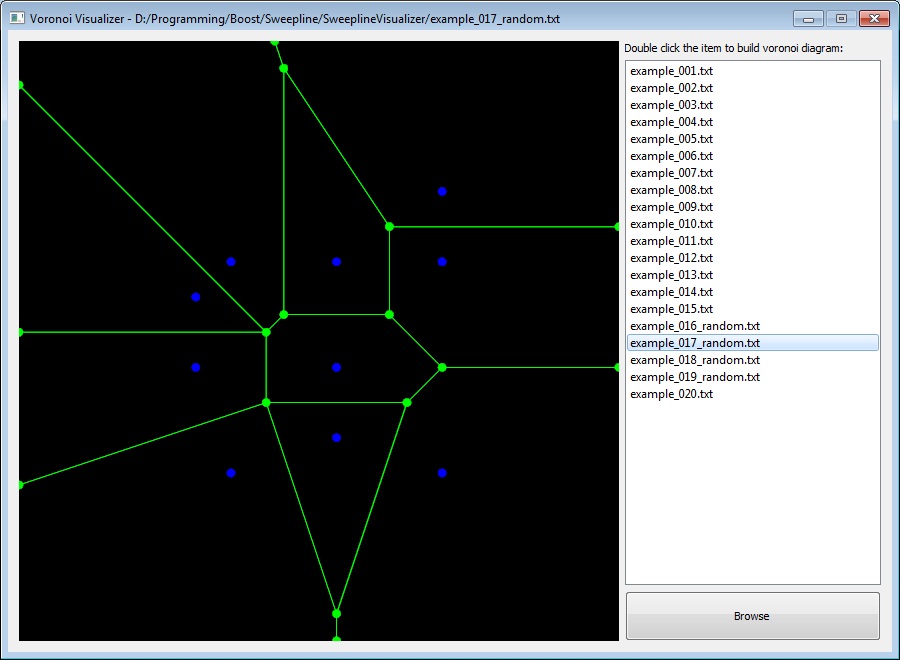 Voronoi Visualizer - D:/Programming/Boost/Sweepline/SweeplineVisualizer/example_017_random.txt
Double click the item to build voronoi diagram:
example_001.txt
example_002.txt
example_003.txt
example_004.txt
example_005.txt
example_006.txt
example_007.txt
example_008.txt
example_009.txt
example_010.txt
example_011.txt
example_012.txt
example_013.txt
example_014.txt
example_015.txt
example_016_random.txt
example_017_random.txt
example_018_random.txt
example_019_random.txt
example_020.txt
Browse